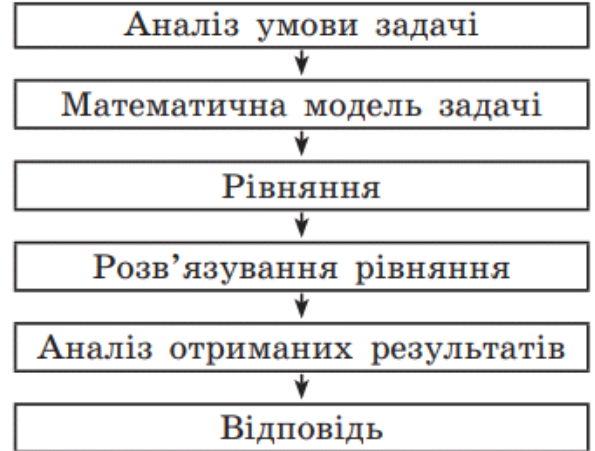 Аналіз умови задачі
Математична модель задачі
Рівняння
Розв’язування рівняння
Аналіз отриманих результатів
Відповідь